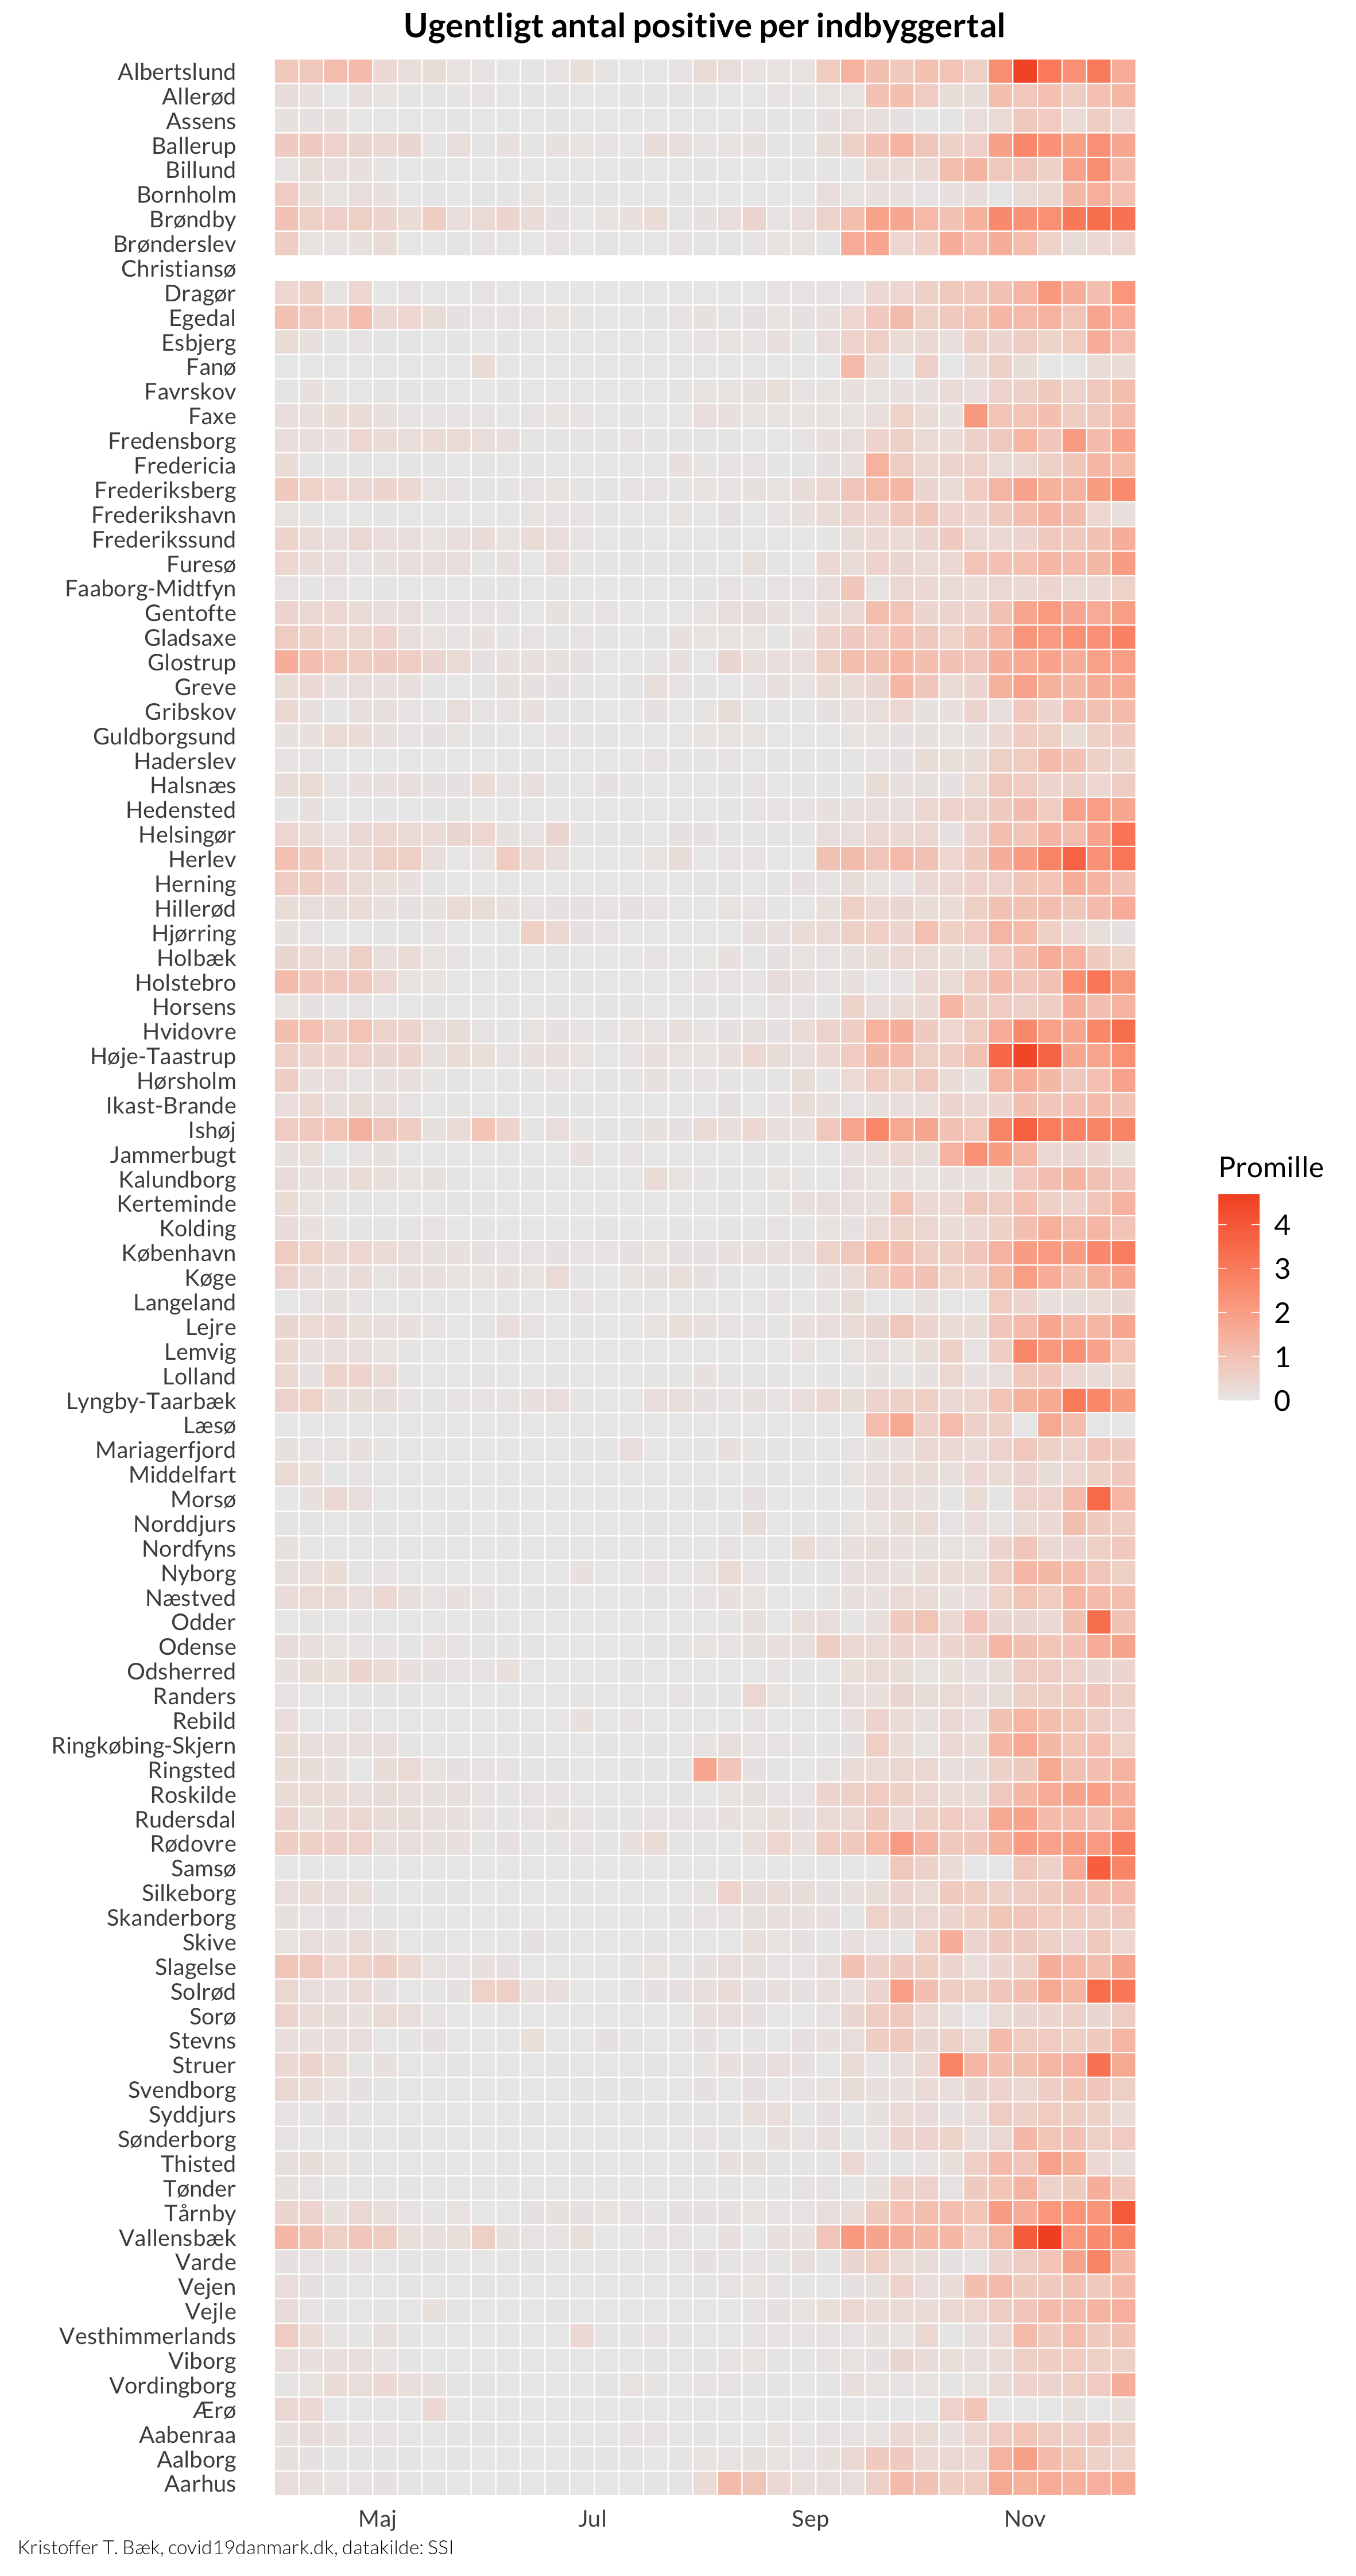 Ugentligt antal positive per indbyggertal
Albertslund
Allerød
Assens
Ballerup
Billund
Bornholm
Brøndby
Brønderslev
Christiansø
Dragør
Egedal
Esbjerg
Fanø
Favrskov
Faxe
Fredensborg
Fredericia
Frederiksberg
Frederikshavn
Frederikssund
Furesø
Faaborg-Midtfyn
Gentofte
Gladsaxe
Glostrup
Greve
Gribskov
Guldborgsund
Haderslev
Halsnæs
Hedensted
Helsingør
Herlev
Herning
Hillerød
Hjørring
Holbæk
Holstebro
Horsens
Hvidovre
Høje-Taastrup
Hørsholm
Ikast-Brande
Ishøj
Jammerbugt
Kalundborg
Kerteminde
Kolding
København
Køge
Langeland
Lejre
Lemvig
Lolland
Lyngby-Taarbæk
Læsø
Mariagerfjord
Middelfart
Morsø
Norddjurs
Nordfyns
Nyborg
Næstved
Odder
Odense
Odsherred
Randers
Rebild
Ringkøbing-Skjern
Ringsted
Roskilde
Rudersdal
Rødovre
Samsø
Silkeborg
Skanderborg
Skive
Slagelse
Solrød
Sorø
Stevns
Struer
Svendborg
Syddjurs
Sønderborg
Thisted
Tønder
Tårnby
Vallensbæk
Varde
Vejen
Vejle
Vesthimmerlands
Viborg
Vordingborg
Ærø
Aabenraa
Aalborg
Aarhus
Maj Jul Sep Nov
Promille
4
3
2
1
0
Kristoffer T. Bæk, covid19danmark.dk, datakilde: SSI